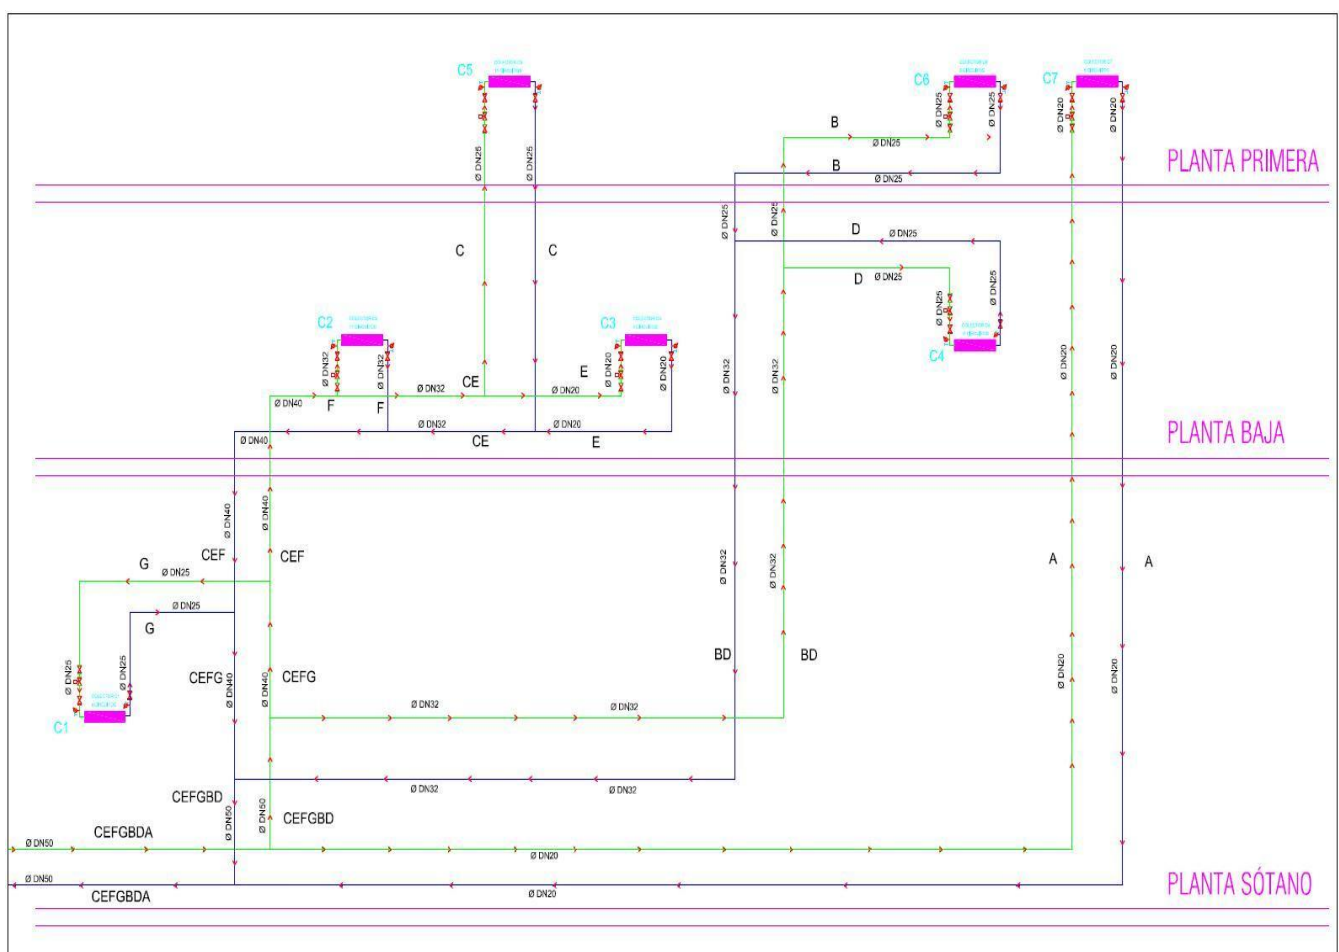 C5
C6
C7
Ø DN25
Ø DN25
Ø DN25
Ø DN25
Ø DN20
Ø DN20
B
Ø DN25
B
Ø DN25
PLANTA PRIMERA
Ø DN25
Ø DN25
C
C
D
Ø DN25
D
Ø DN25
Ø DN25
Ø DN25
C4
C2
C3
Ø DN32
Ø DN32
Ø DN20
Ø DN20
Ø DN32
Ø DN32
Ø DN20
Ø DN20
Ø DN40
F
F
Ø DN32
CE
E
Ø DN20
Ø DN40
Ø DN32
CE
Ø DN20
E
PLANTA BAJA
Ø DN40
Ø DN40
CEF
CEF
G
Ø DN25
Ø DN25
G
Ø DN32
Ø DN32
A
A
Ø DN25
Ø DN25
C1
CEFG
Ø DN40
Ø DN40
CEFG
BD
BD
Ø DN20
Ø DN20
Ø DN32
Ø DN32
Ø DN32
Ø DN32
CEFGBD
Ø DN50
Ø DN50
CEFGBD
CEFGBDA
Ø DN50
Ø DN20
Ø DN50
Ø DN20
CEFGBDA
PLANTA SÓTANO